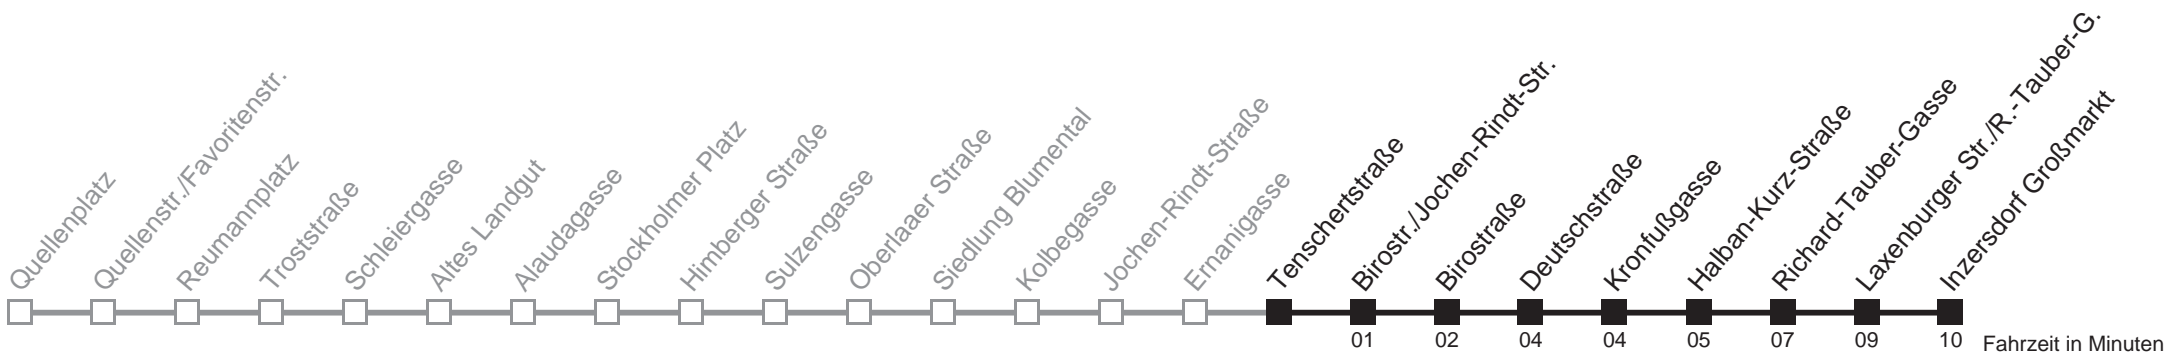 Quellenplatz
Quellenstr./Favoritenstr.
Reumannplatz
Troststraße
Schleiergasse
Altes Landgut
Alaudagasse
Stockholmer Platz
Himberger Straße
Sulzengasse
Oberlaaer Straße
Siedlung Blumental
Kolbegasse
Jochen-Rindt-Straße
Ernanigasse
Tenschertstraße
Birostr./Jochen-Rindt-Str.
Birostraße
Deutschstraße
Kronfußgasse
Halban-Kurz-Straße
Richard-Tauber-Gasse
Laxenburger Str./R.-Tauber-G.
Inzersdorf Großmarkt
01 02 04 04 05 07 09 10 Fahrzeit in Minuten